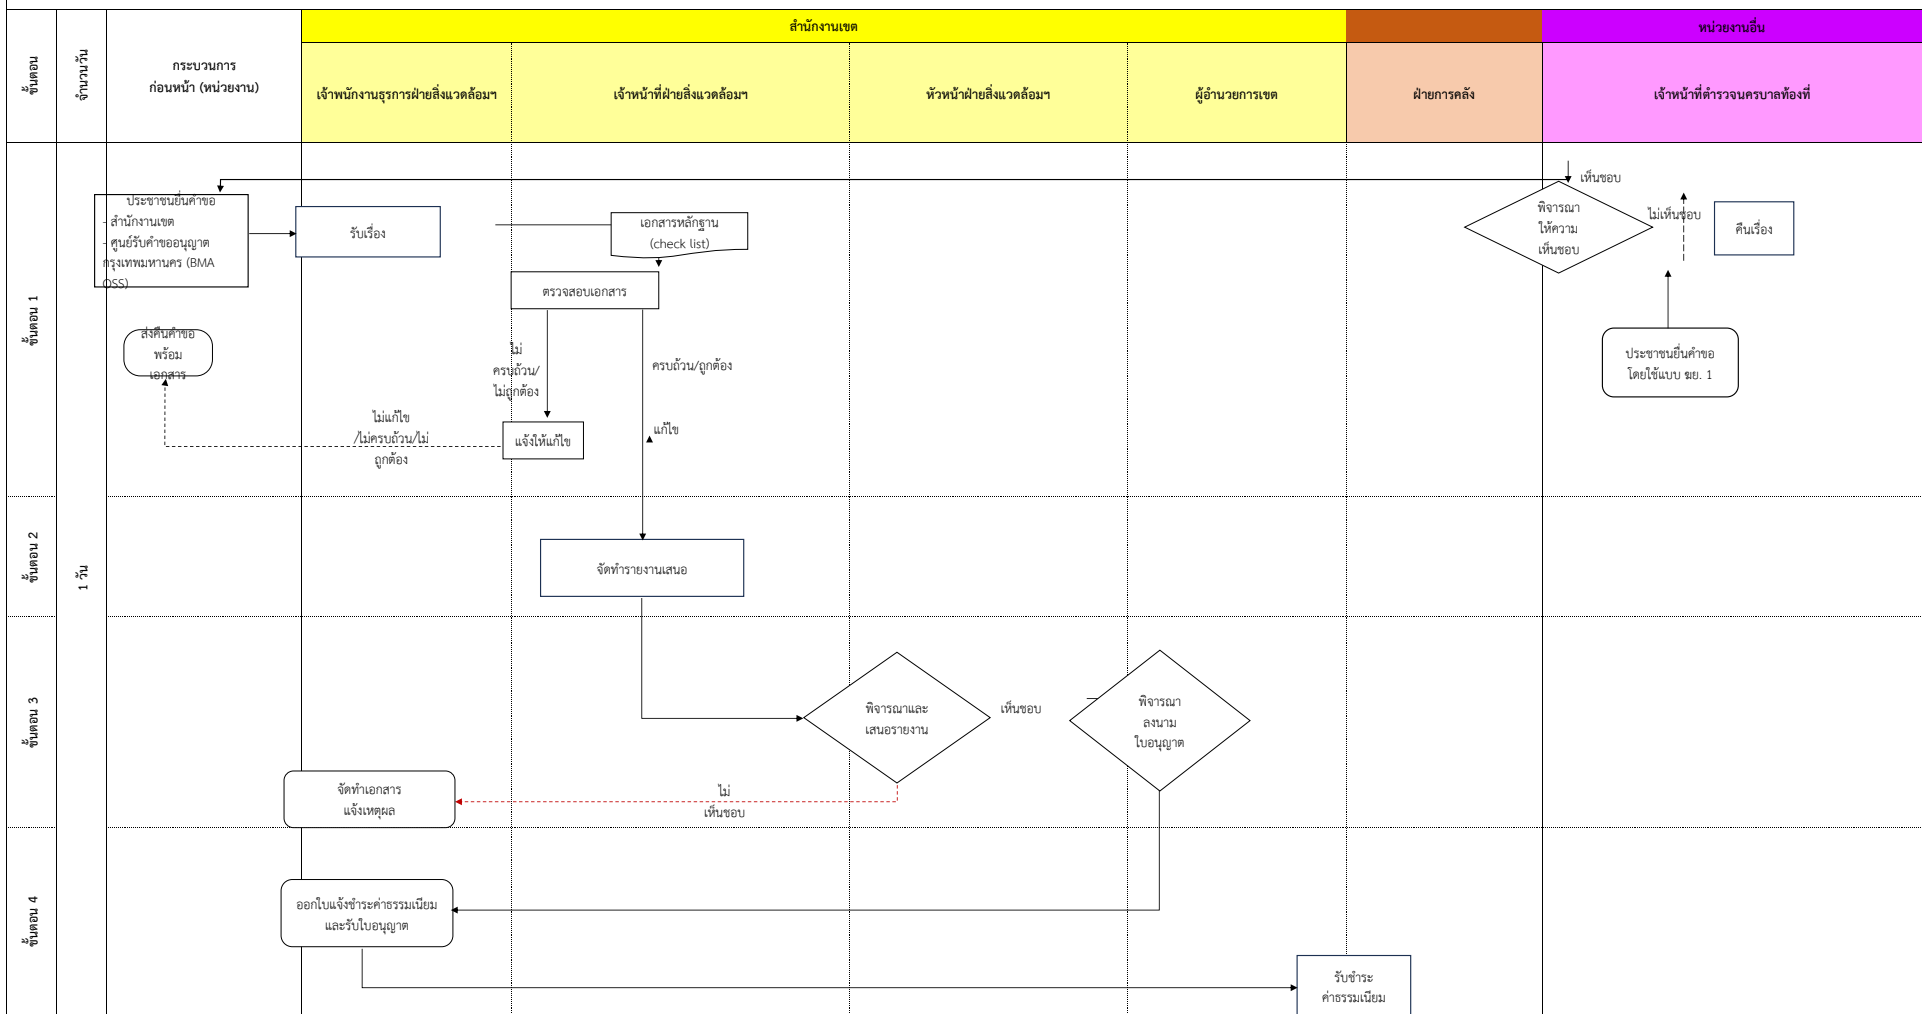 สำนักงานเขต
หน่วยงานอื่น
ขั้นตอน
จำนวนวัน
กระบวนการ
ก่อนหน้า (หน่วยงาน)
เจ้าพนักงานธุรการฝ่ายสิ่งแวดล้อมฯ
เจ้าหน้าที่ฝ่ายสิ่งแวดล้อมฯ
หัวหน้าฝ่ายสิ่งแวดล้อมฯ
ผู้อำนวยการเขต
ฝ่ายการคลัง
เจ้าหน้าที่ตำรวจนครบาลท้องที่
ขั้นตอน 1
1 วัน
ประชาชนยื่นคำขอ
- สำนักงานเขต
- ศูนย์รับคำขออนุญาต
กรุงเทพมหานคร (BMA
OSS)
รับเรื่อง
เอกสารหลักฐาน
(check list)
ตรวจสอบเอกสาร
เห็นชอบ
พิจารณา
ให้ความ
เห็นชอบ
ไม่เห็นชอบ
คืนเรื่อง
ส่งคืนคำขอ
พร้อม
เอกสาร
ไม่
ครบถ้วน/
ไม่ถูกต้อง
ครบถ้วน/ถูกต้อง
ประชาชนยื่นคำขอ
โดยใช้แบบ ฆย. 1
ไม่แก้ไข
/ไม่ครบถ้วน/ไม่
ถูกต้อง
แจ้งให้แก้ไข
แก้ไข
ขั้นตอน 2
จัดทำรายงานเสนอ
ขั้นตอน 3
พิจารณาและ
เสนอรายงาน
เห็นชอบ
พิจารณา
ลงนาม
ใบอนุญาต
จัดทำเอกสาร
แจ้งเหตุผล
ไม่
เห็นชอบ
ขั้นตอน 4
ออกใบแจ้งชำระค่าธรรมเนียม
และรับใบอนุญาต
รับชำระ
ค่าธรรมเนียม